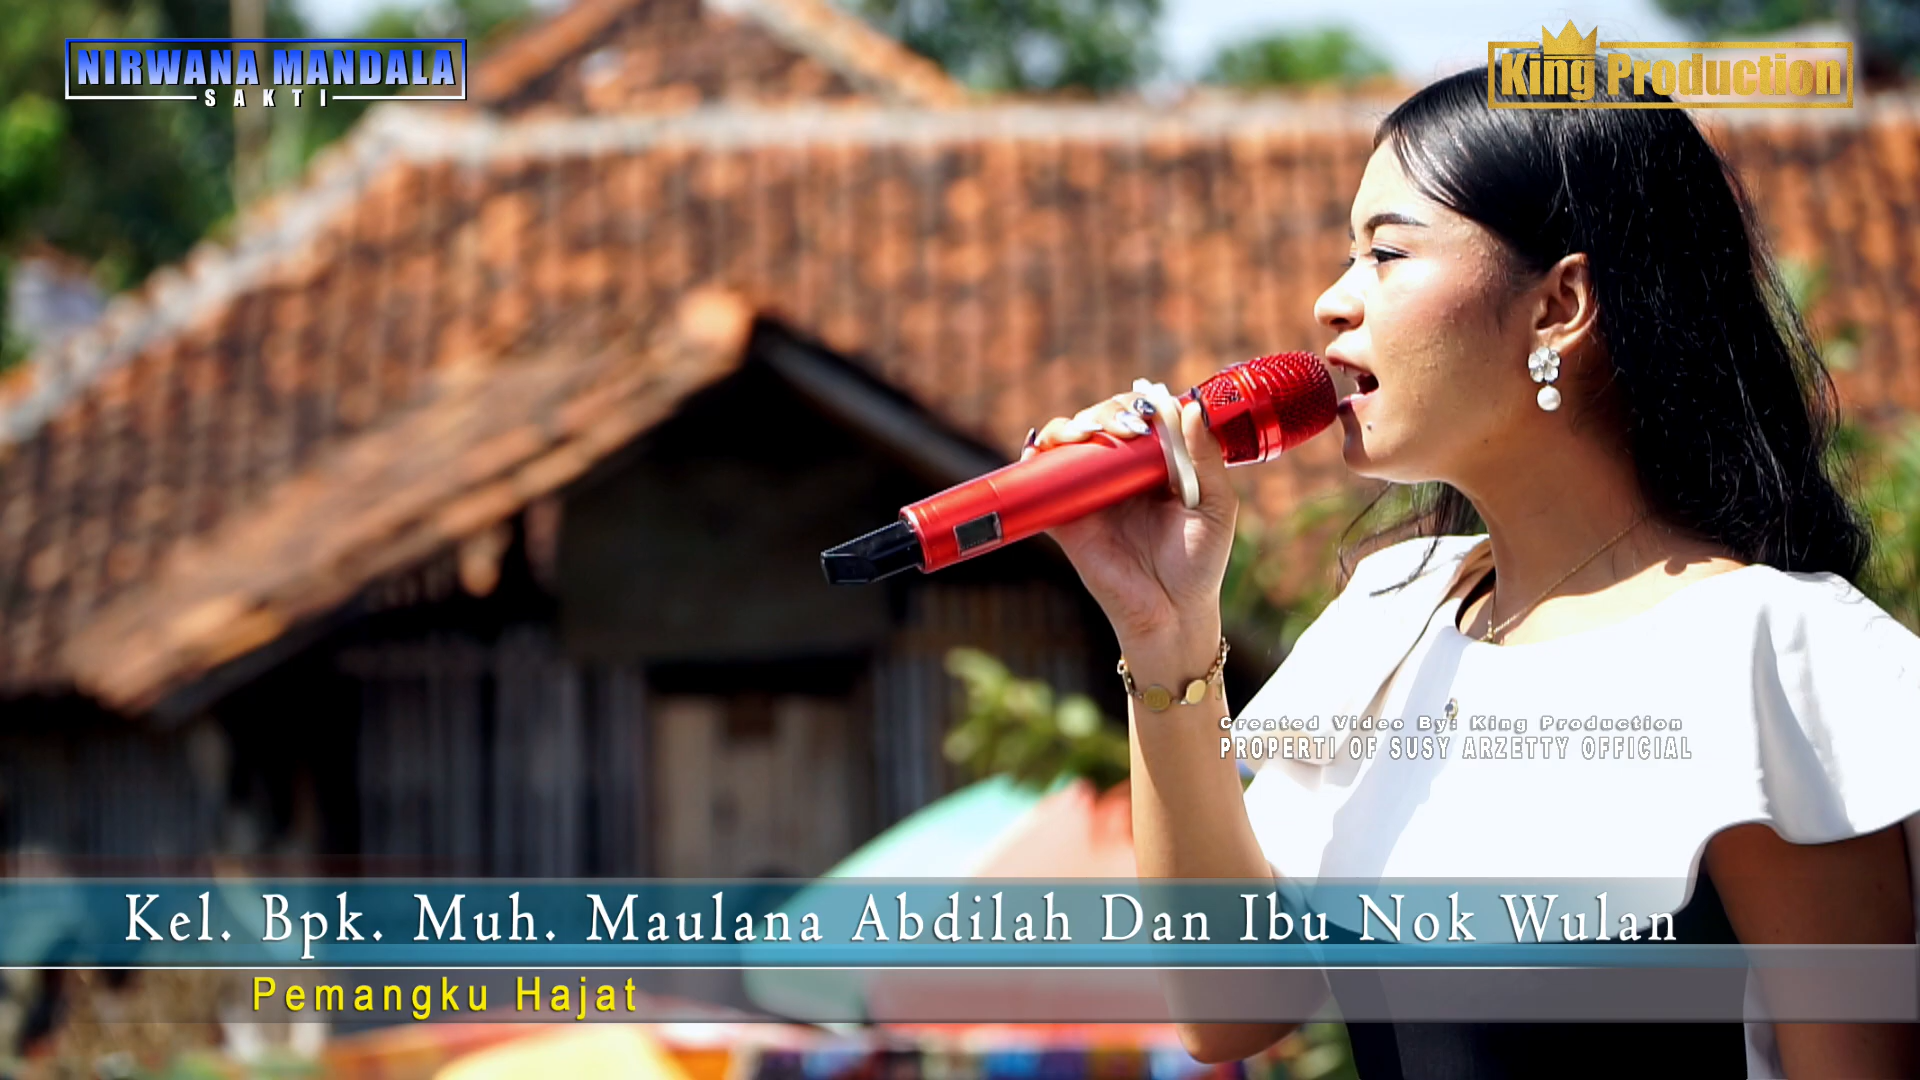 NIRWANA MANDALA
SAKTI
King Production
Created Video By: King Production
PROPERTI OF SUSY ARZETTY OFFICIAL
Kel. Bpk. Muh. Maulana Abdilah Dan Ibu Nok Wulan
Pemangku Hajat